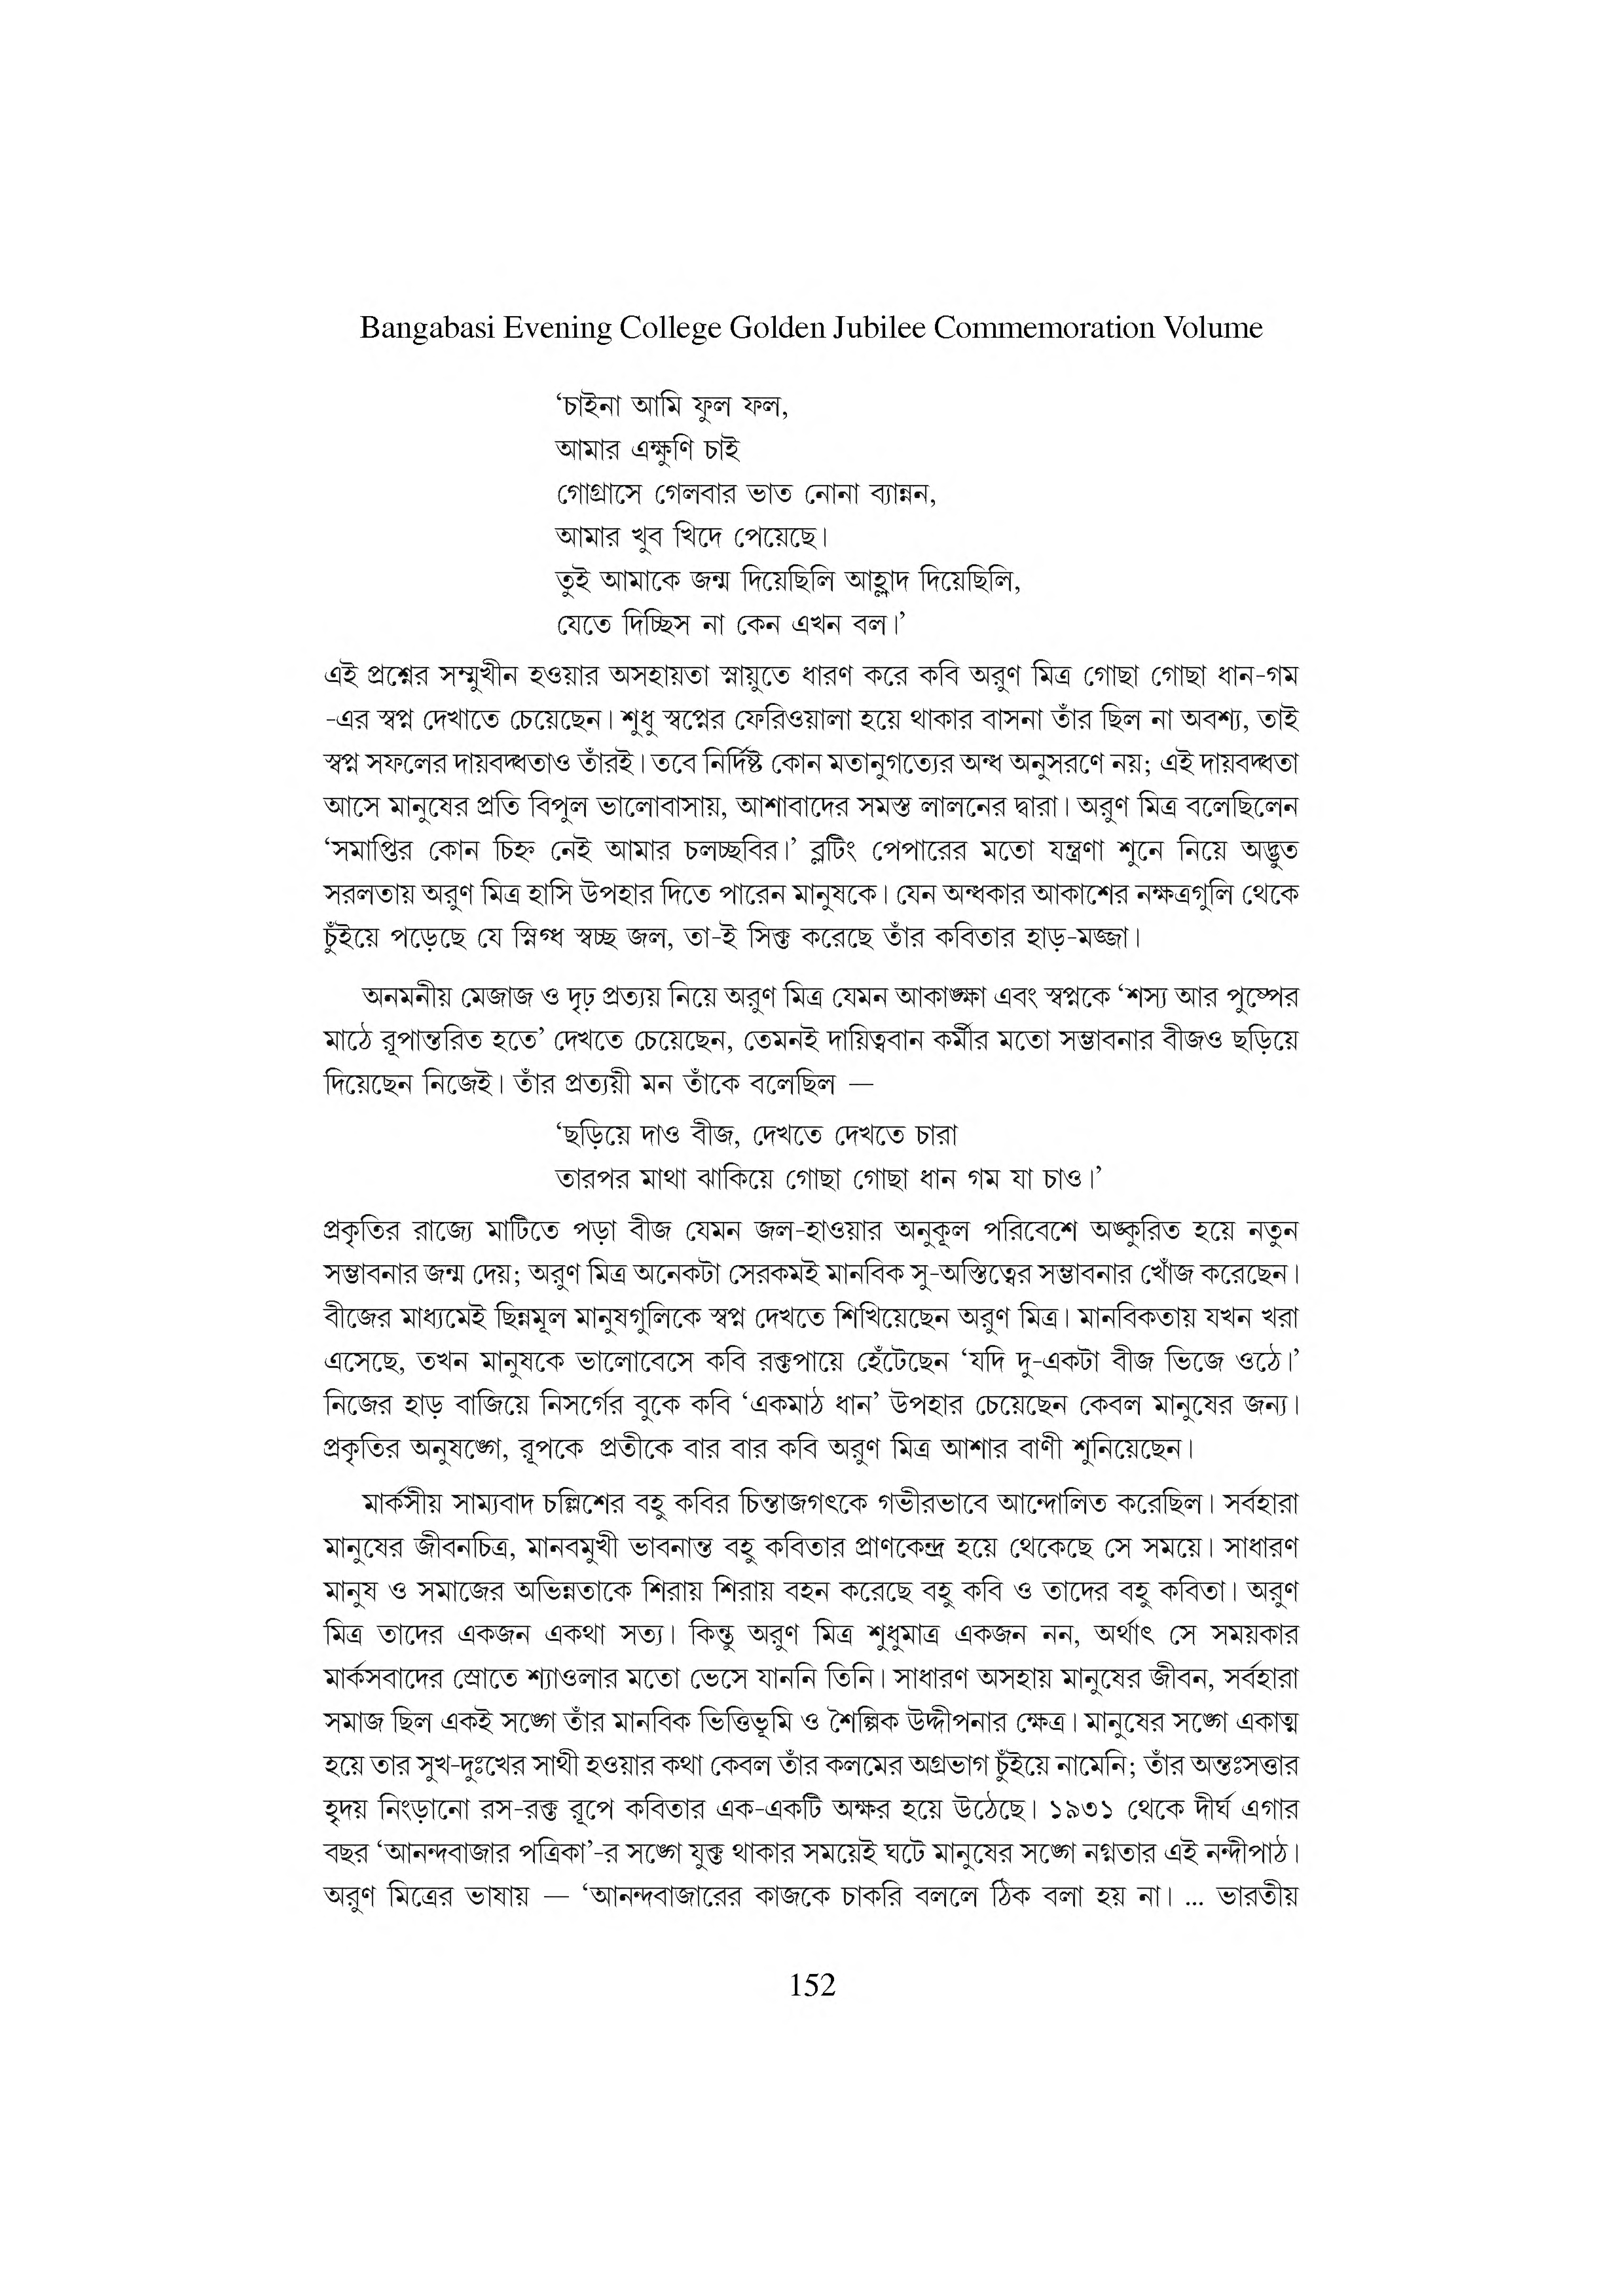 Bangabasi Evening College Golden Jubilee Commemoration Volume
‘চাইনা আমি ফুল ফল,
আমার এক্ষুণি চাই
গোগ্রাসে গেলবার ভাত নোনা ব্যান্নন,
আমার খুব খিদে পেয়েছে।
তুই আমাকে জন্ম দিয়েছিলি আহ্লাদ দিয়েছিলি,
যেতে দিচ্ছিস না কেন এখন বল।’
এই প্রশ্নের সম্মুখীন হওয়ার অসহায়তা স্নায়ুতে ধারণ করে কবি অরুণ মিত্র গোছা গোছা ধান-গম
-এর স্বপ্ন দেখাতে চেয়েছেন। শুধু স্বপ্নের ফেরিওয়ালা হয়ে থাকার বাসনা তাঁর ছিল না অবশ্য, তাই
স্বপ্ন সফলের দায়বদ্ধতাও তাঁরই। তবে নির্দিষ্ট কোন মতানুগত্যের অন্ধ অনুসরণে নয়; এই দায়বদ্ধতা
আসে মানুষের প্রতি বিপুল ভালোবাসায়, আশাবাদের সমস্ত লালনের দ্বারা। অরুণ মিত্র বলেছিলেন
‘সমাপ্তির কোন চিহ্ন নেই আমার চলচ্ছবির।’ ব্লটিং পেপারের মতো যন্ত্রণা শুনে নিয়ে অদ্ভুত
সরলতায় অরুণ মিত্র হাসি উপহার দিতে পারেন মানুষকে। যেন অন্ধকার আকাশের নক্ষত্রগুলি থেকে
চুঁইয়ে পড়েছে যে স্নিগ্ধ স্বচ্ছ জল, তা-ই সিক্ত করেছে তাঁর কবিতার হাড়-মজ্জা।
অনমনীয় মেজাজ ও দৃঢ় প্রত্যয় নিয়ে অরুণ মিত্র যেমন আকাঙ্ক্ষা এবং স্বপ্নকে ‘শস্য আর পুষ্পের
মাঠে রূপান্তরিত হতে’ দেখতে চেয়েছেন, তেমনই দায়িত্ববান কর্মীর মতো সম্ভাবনার বীজও ছড়িয়ে
দিয়েছেন নিজেই। তাঁর প্রত্যয়ী মন তাঁকে বলেছিল —
‘ছড়িয়ে দাও বীজ, দেখতে দেখতে চারা
তারপর মাথা ঝাকিয়ে গোছা গোছা ধান গম যা চাও।’
প্রকৃতির রাজ্যে মাটিতে পড়া বীজ যেমন জল-হাওয়ার অনুকূল পরিবেশে অঙ্কুরিত হয়ে নতুন
সম্ভাবনার জন্ম দেয়; অরুণ মিত্র অনেকটা সেরকমই মানবিক সু-অস্তিত্বের সম্ভাবনার খোঁজ করেছেন।
বীজের মাধ্যমেই ছিন্নমূল মানুষগুলিকে স্বপ্ন দেখতে শিখিয়েছেন অরুণ মিত্র। মানবিকতায় যখন খরা
এসেছে, তখন মানুষকে ভালোবেসে কবি রক্তপায়ে হেঁটেছেন ‘যদি দু-একটা বীজ ভিজে ওঠে।’
নিজের হাড় বাজিয়ে নিসর্গের বুকে কবি ‘একমাঠ ধান’ উপহার চেয়েছেন কেবল মানুষের জন্য।
প্রকৃতির অনুষঙ্গে, রূপকে প্রতীকে বার বার কবি অরুণ মিত্র আশার বাণী শুনিয়েছেন।
মার্কসীয় সাম্যবাদ চল্লিশের বহু কবির চিন্তাজগৎকে গভীরভাবে আন্দোলিত করেছিল। সর্বহারা
মানুষের জীবনচিত্র, মানবমুখী ভাবনান্ত বহু কবিতার প্রাণকেন্দ্র হয়ে থেকেছে সে সময়ে। সাধারণ
মানুষ ও সমাজের অভিন্নতাকে শিরায় শিরায় বহন করেছে বহু কবি ও তাদের বহু কবিতা। অরুণ
মিত্র তাদের একজন একথা সত্য। কিন্তু অরুণ মিত্র শুধুমাত্র একজন নন, অর্থাৎ সে সময়কার
মার্কসবাদের স্রোতে শ্যাওলার মতো ভেসে যাননি তিনি। সাধারণ অসহায় মানুষের জীবন, সর্বহারা
সমাজ ছিল একই সঙ্গে তাঁর মানবিক ভিত্তিভূমি ও শৈল্পিক উদ্দীপনার ক্ষেত্র। মানুষের সঙ্গে একাত্ম
হয়ে তার সুখ-দুঃখের সাথী হওয়ার কথা কেবল তাঁর কলমের অগ্রভাগ চুঁইয়ে নামেনি; তাঁর অন্তঃসত্তার
হৃদয় নিংড়ানো রস-রক্ত রূপে কবিতার এক-একটি অক্ষর হয়ে উঠেছে। ১৯৩১ থেকে দীর্ঘ এগার
বছর ‘আনন্দবাজার পত্রিকা’-র সঙ্গে যুক্ত থাকার সময়েই ঘটে মানুষের সঙ্গে নগ্নতার এই নন্দীপাঠ।
অরুণ মিত্রের ভাষায় — ‘আনন্দবাজারের কাজকে চাকরি বললে ঠিক বলা হয় না। ... ভারতীয়
152